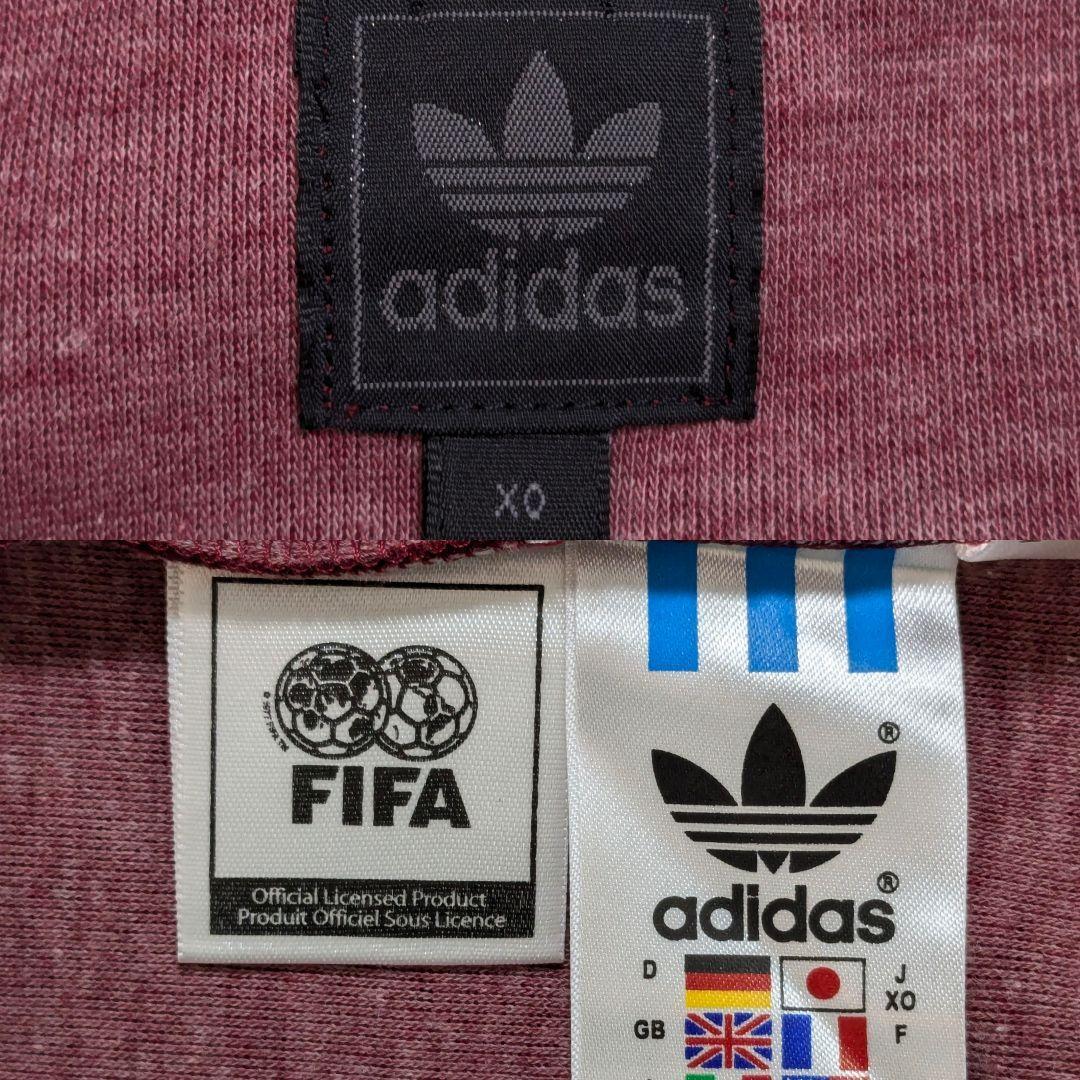 adidas
XO
FIFA
Official Licensed Product
Produit Officiel Sous Licence
®
adidas®
D J
XO
GB F